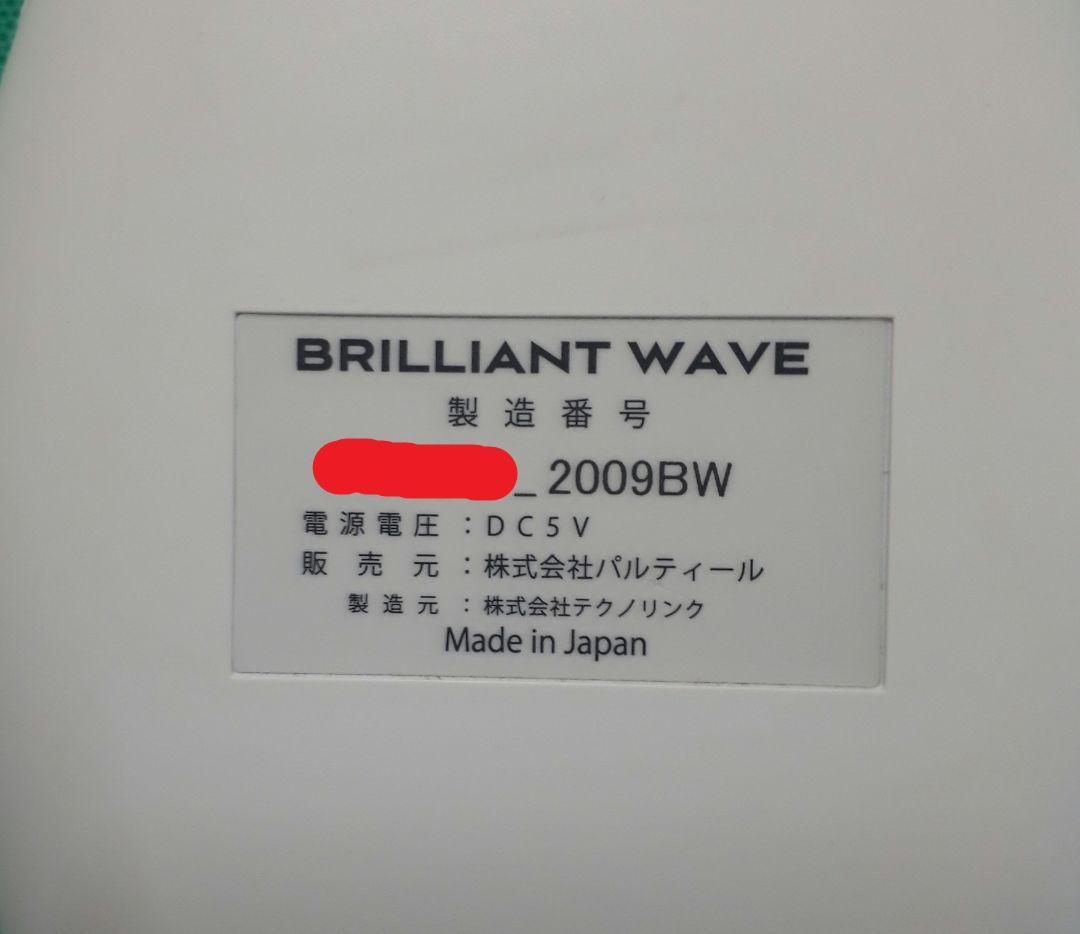 BRILLIANT WAVE
製造番号
_ 2009BW
電源電圧：DC5V
販売元：株式会社パルティール
製造元：株式会社テクノリンク
Made in Japan